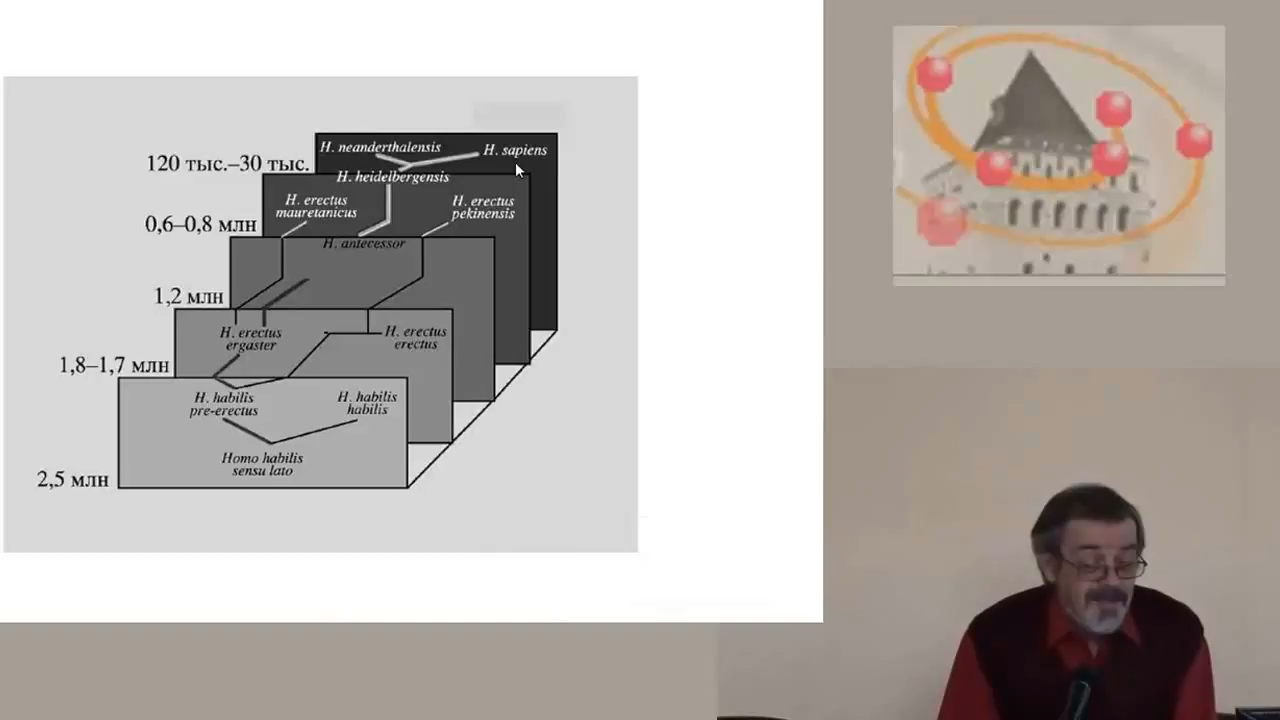 H. neanderthalensis
H. sapiens
120 тыс.–30 тыс.
H. heidelbergensis
H. erectus
mauretanicus
H. erectus
pekinensis
0,6–0,8 млн
H. antecessor
1,2 млн
H. erectus
ergaster
H. erectus
erectus
1,8–1,7 млн
H. habilis
pre-erectus
H. habilis
habilis
Homo habilis
sensu lato
2,5 млн